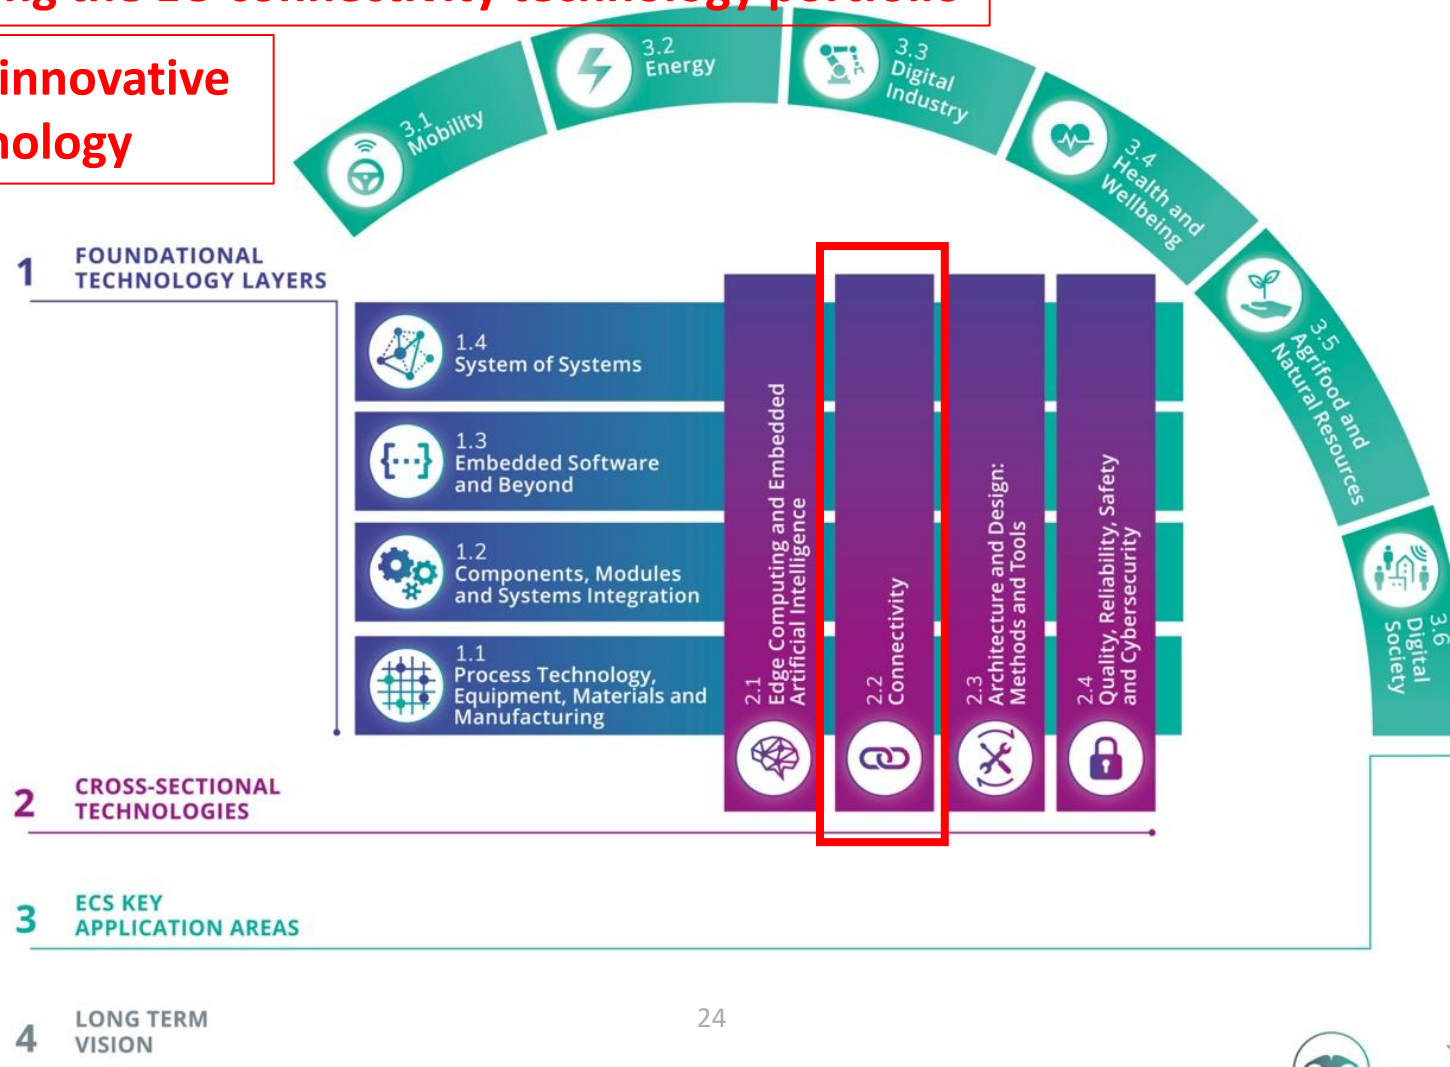 the EU connectivity technology portfolio
innovative
3.1
Mobility
3.2
Energy
3.3
Digital
Industry
3.4
Health and
Wellbeing
3.5
Agrifood and
Natural Resources
3.6
Digital
Society
1
FOUNDATIONAL
TECHNOLOGY LAYERS
1.4
System of Systems
1.3
Embedded Software
and Beyond
1.2
Components, Modules
and Systems Integration
1.1
Process Technology,
Equipment, Materials and
Manufacturing
2.1
Edge Computing and Embedded
Artificial Intelligence
2.2
Connectivity
2.3
Architecture and Design:
Methods and Tools
2.4
Quality, Reliability, Safety
and Cybersecurity
2
CROSS-SECTIONAL
TECHNOLOGIES
3
ECS KEY
APPLICATION AREAS
4
LONG TERM
VISION
24